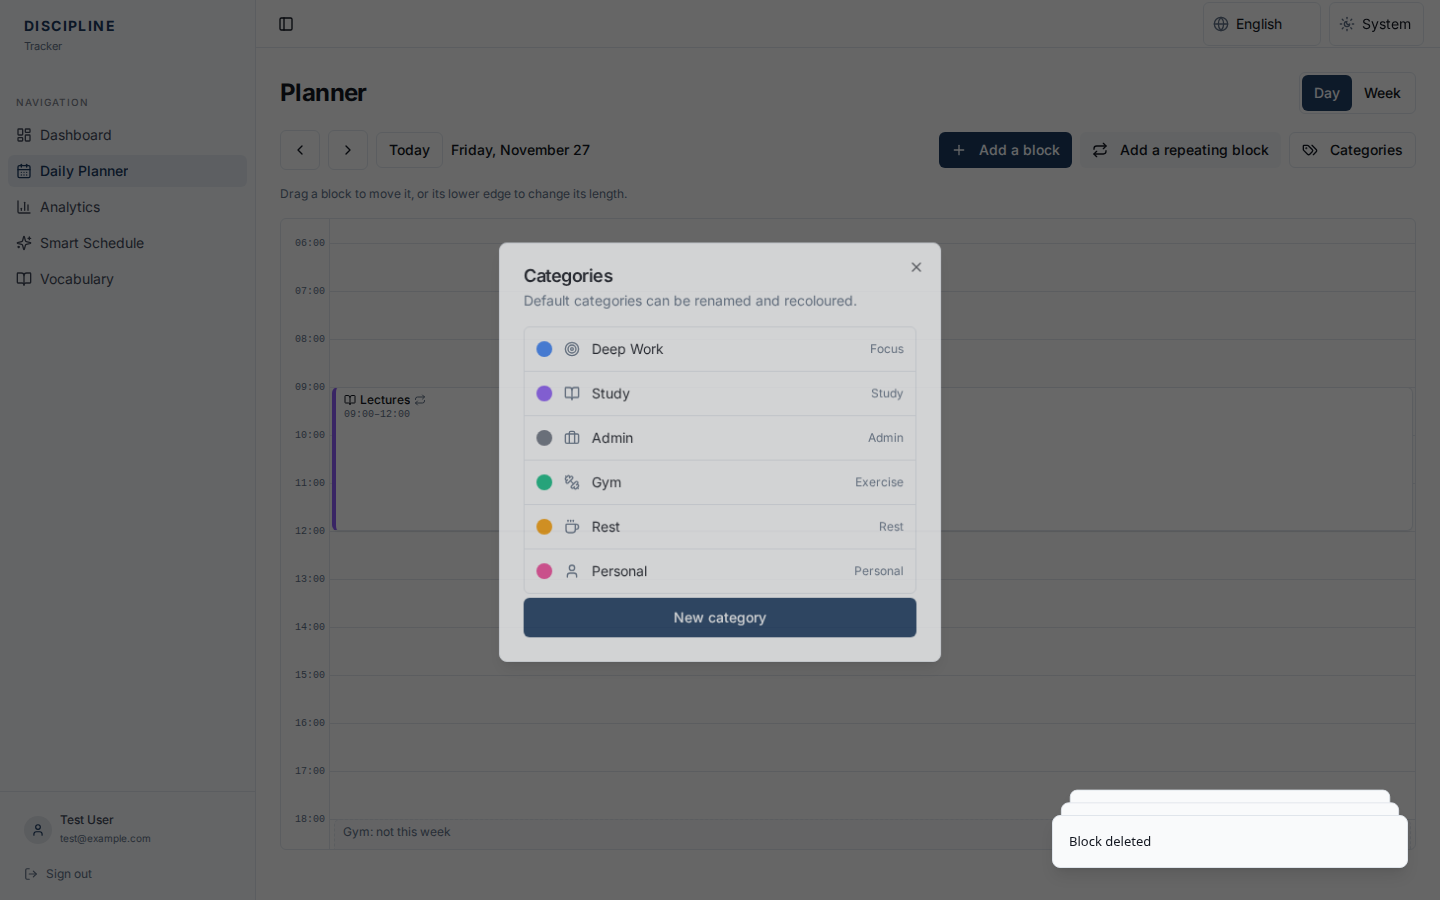 DISCIPLINE
Tracker
NAVIGATION
Dashboard
Daily Planner
Analytics
Smart Schedule
Vocabulary
Test User
test@example.com
Sign out
English
System
Planner
Day
Week
Today
Friday, November 27
Add a block
Add a repeating block
Categories
Drag a block to move it, or its lower edge to change its length.
06:00
07:00
08:00
09:00
10:00
11:00
12:00
13:00
14:00
15:00
16:00
17:00
18:00
Lectures
09:00–12:00
Gym: not this week
Categories
Default categories can be renamed and recoloured.
Deep Work Focus
Study Study
Admin Admin
Gym Exercise
Rest Rest
Personal Personal
New category
Block deleted